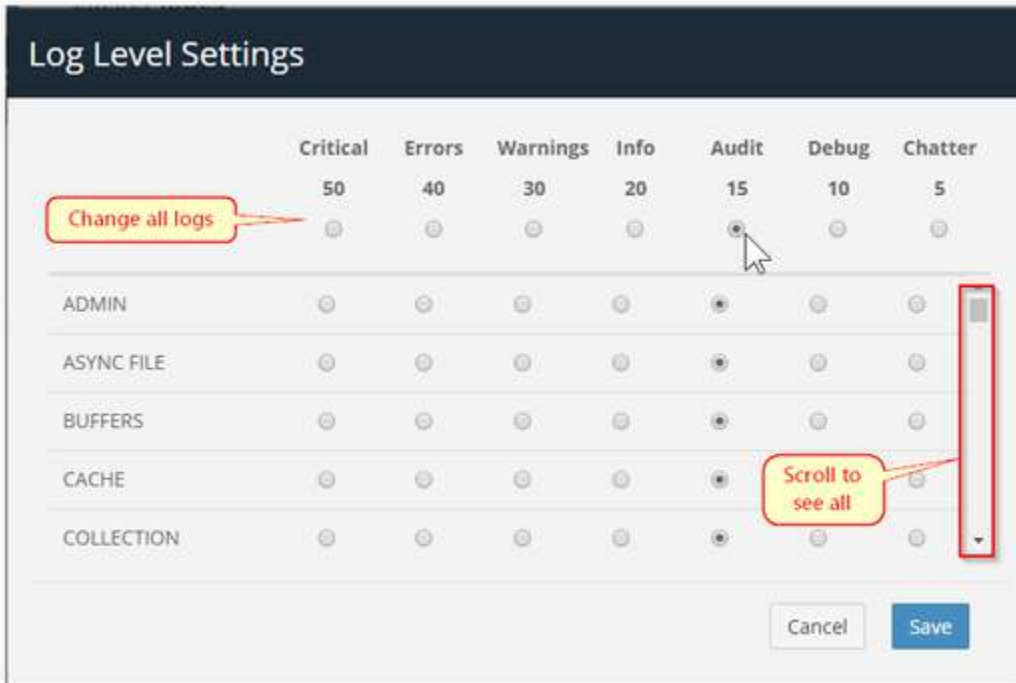 Log Level Settings
Critical Errors Warnings Info Audit Debug Chatter
50 40 30 20 15 10 5
Change all logs
ADMIN
ASYNC FILE
BUFFERS
CACHE
Scroll to
see all
COLLECTION
Cancel Save